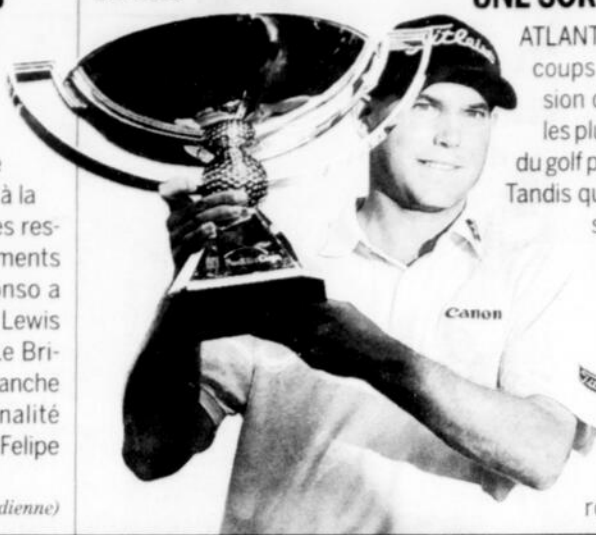 UNE SOR
à la
es res-
ments
nso a
Lewis
e Bri-
anche
nalité
Felipe
dienne)
Titleist
Canon
ATLANT
coups
sion
les plu
du golf p
Tandis qu
s